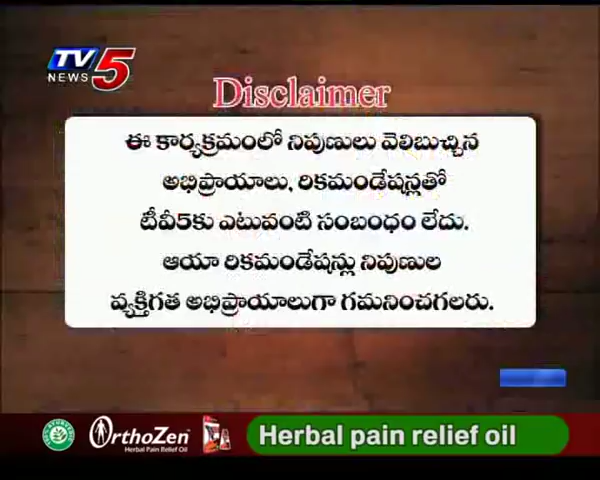 TV5
NEWS
Disclaimer
ఈ కార్యక్రమంలో నిపుణులు వెలిబుచ్చిన
అభిప్రాయాలు, రికమండేషన్లతో
టీవీ5కు ఎటువంటి సంబంధం లేదు.
ఆయా రికమండేషన్లు నిపుణుల
వ్యక్తిగత అభిప్రాయాలుగా గమనించగలరు.
OrthoZen
Herbal Pain Relief Oil
Herbal pain relief oil